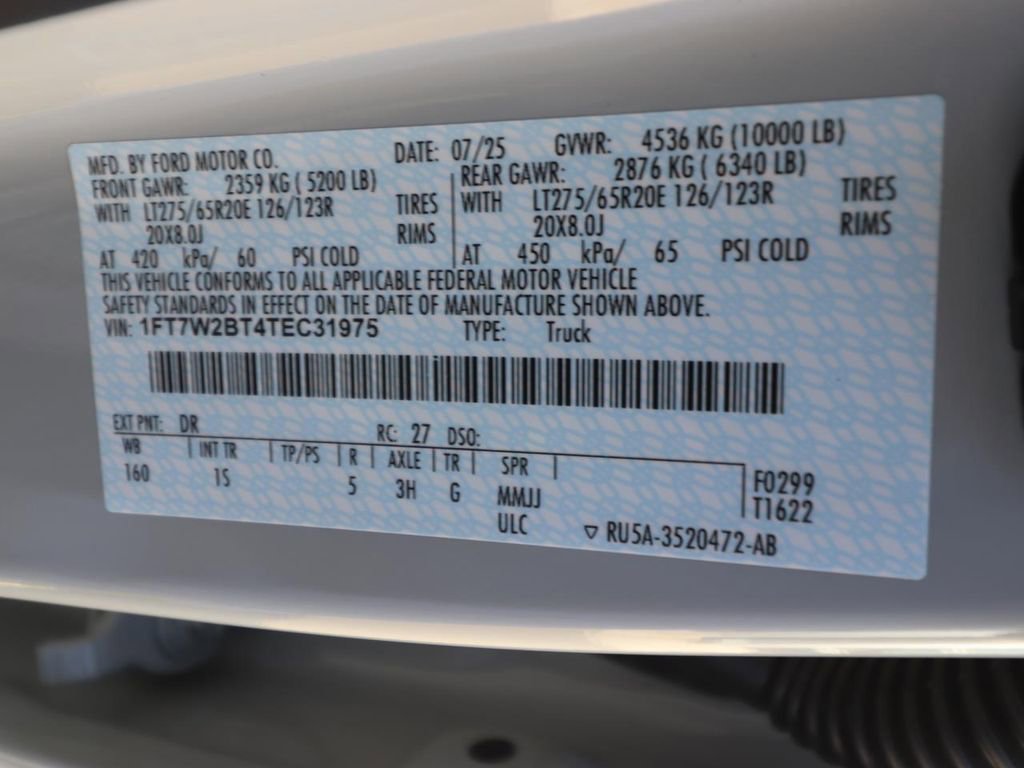 MFD. BY FORD MOTOR CO. DATE: 07/25 GVWR: 4536 KG (10000 LB)
FRONT GAWR: 2359 KG (5200 LB) REAR GAWR: 2876 KG ( 6340 LB)
WITH LT275/65R20E 126/123R TIRES WITH LT275/65R20E 126/123R TIRES
20X8.0J RIMS 20X8.0J RIMS
AT 420 kPa/ 60 PSI COLD AT 450 kPa/ 65 PSI COLD
THIS VEHICLE CONFORMS TO ALL APPLICABLE FEDERAL MOTOR VEHICLE
SAFETY STANDARDS IN EFFECT ON THE DATE OF MANUFACTURE SHOWN ABOVE.
VIN: 1FT7W2BT4TEC31975 TYPE: Truck
EXT PNT: DR RC: 27 DSO:
WB INT TR TP/PS R AXLE TR SPR
160 1S 5 3H G MMJJ F0299
ULC T1622
RU5A-3520472-AB